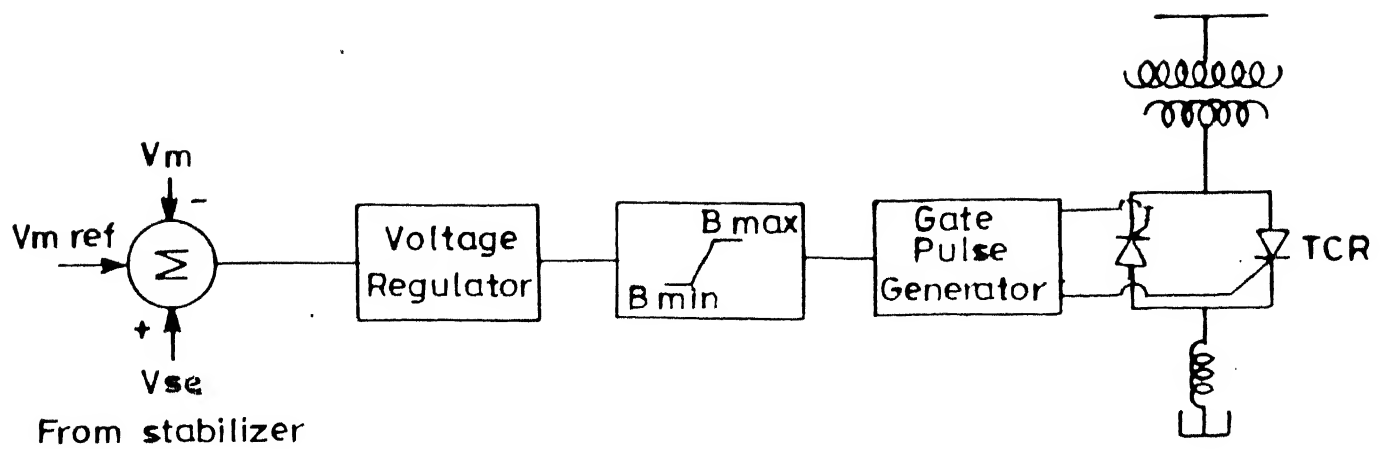 Vm
-
Vm ref
Σ
+
Vse
From stabilizer
Voltage
Regulator
B max
B min
Gate
Pulse
Generator
TCR